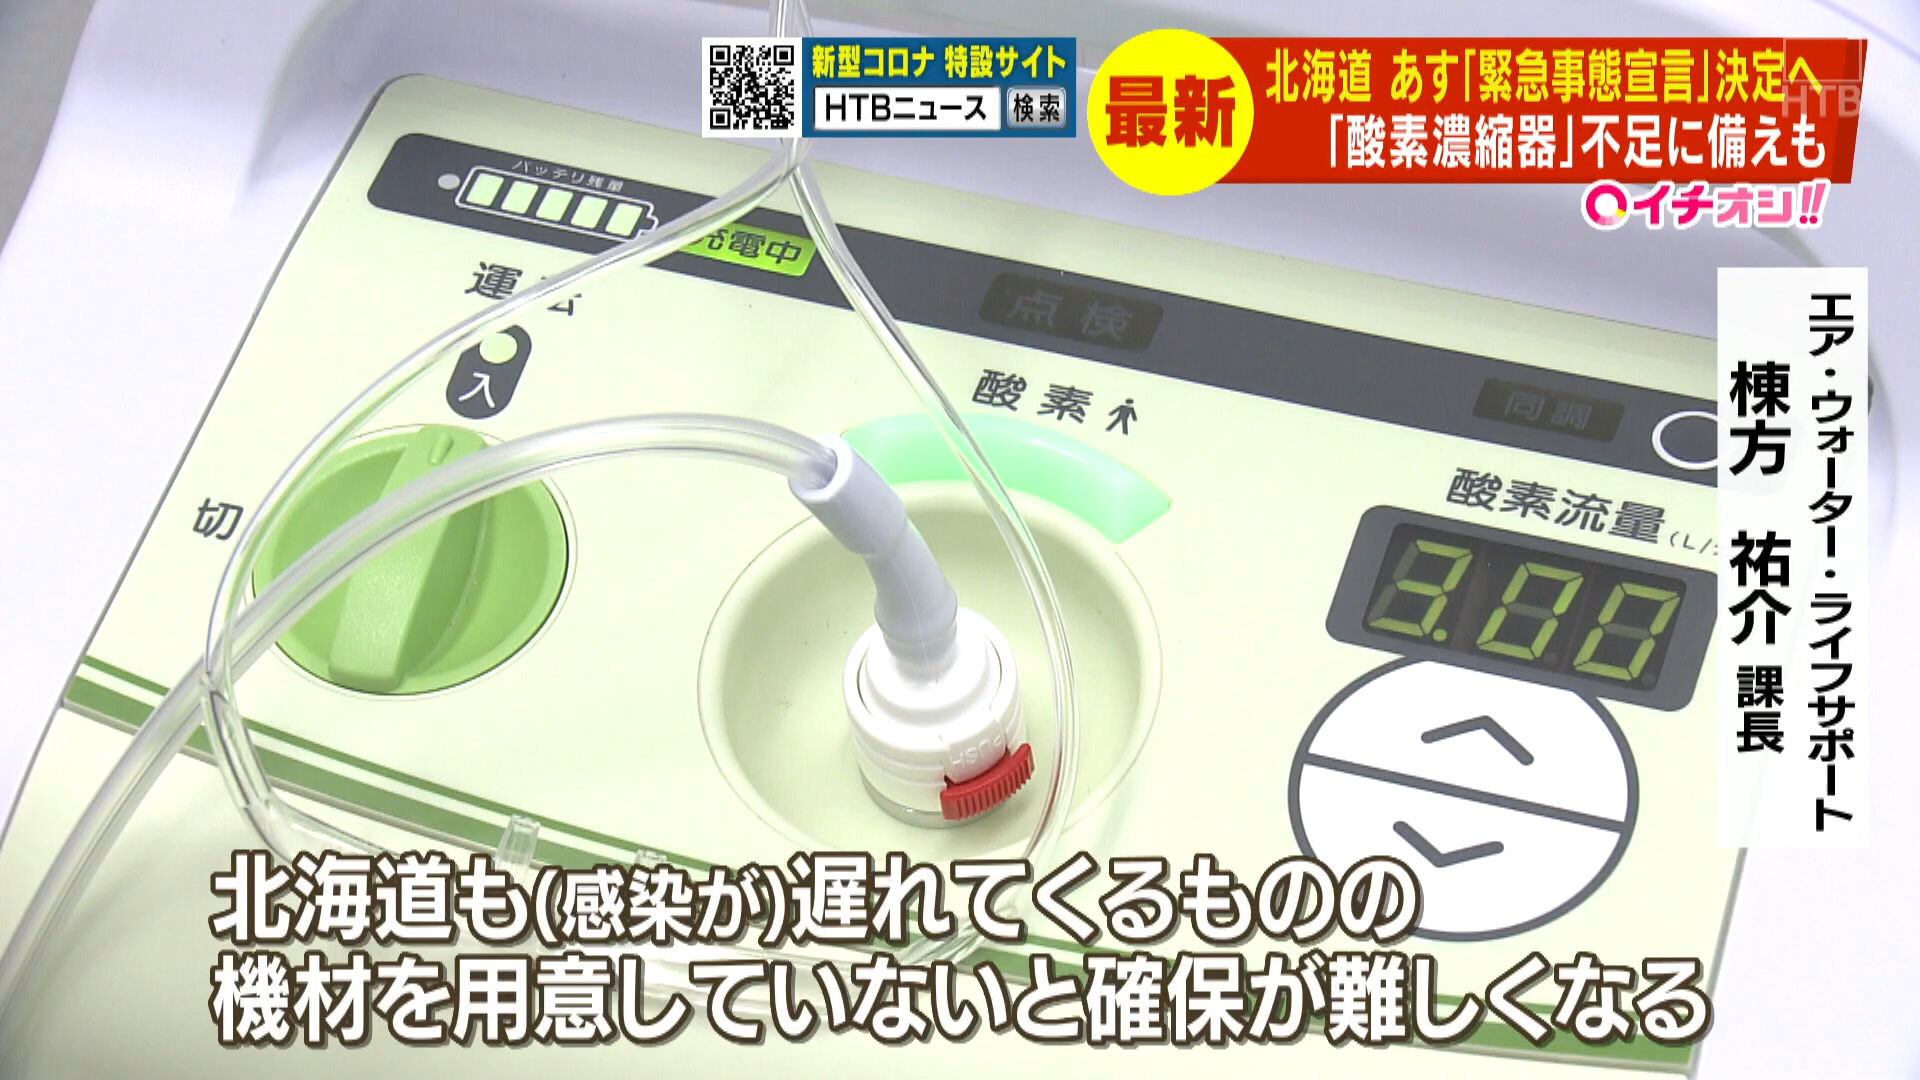 新型コロナ 特設サイト
HTBニュース 検索
最新
北海道 あす「緊急事態宣言」決定へ
「酸素濃縮器」不足に備えも
HTB
イチオシ!!
エア・ウォーター・ライフサポート
棟方 祐介 課長
バッテリ残量
充電中
点検
同調
運
入
切
酸素
酸素流量
(L/
3.00
PUSH
北海道も(感染が)遅れてくるものの
機材を用意していないと確保が難しくなる